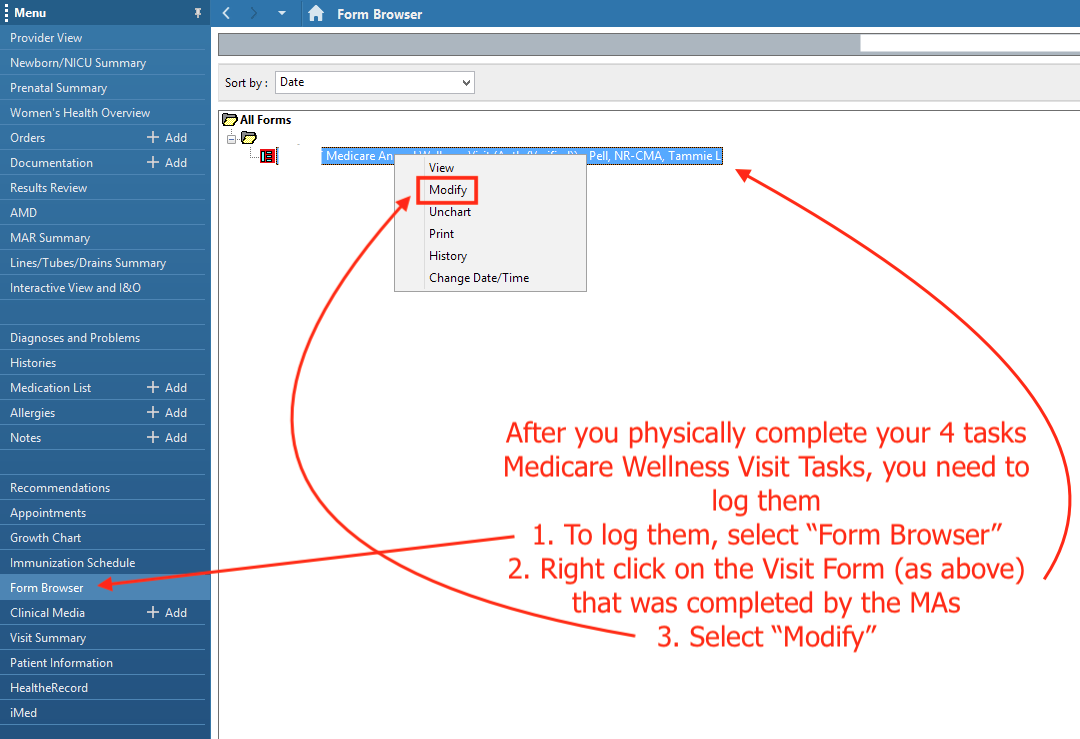 Menu
Form Browser
Provider View
Newborn/NICU Summary
Prenatal Summary
Women's Health Overview
Orders + Add
Documentation + Add
Results Review
AMD
MAR Summary
Lines/Tubes/Drains Summary
Interactive View and I&O
Diagnoses and Problems
Histories
Medication List + Add
Allergies + Add
Notes + Add
Recommendations
Appointments
Growth Chart
Immunization Schedule
Form Browser
Clinical Media + Add
Visit Summary
Patient Information
HealtheRecord
iMed
Sort by : Date
All Forms
Medicare Pell, NR-CMA, Tammie L
View
Modify
Unchart
Print
History
Change Date/Time
After you physically complete your 4 tasks
Medicare Wellness Visit Tasks, you need to
log them
1. To log them, select “Form Browser”
2. Right click on the Visit Form (as above)
that was completed by the MAs
3. Select “Modify”